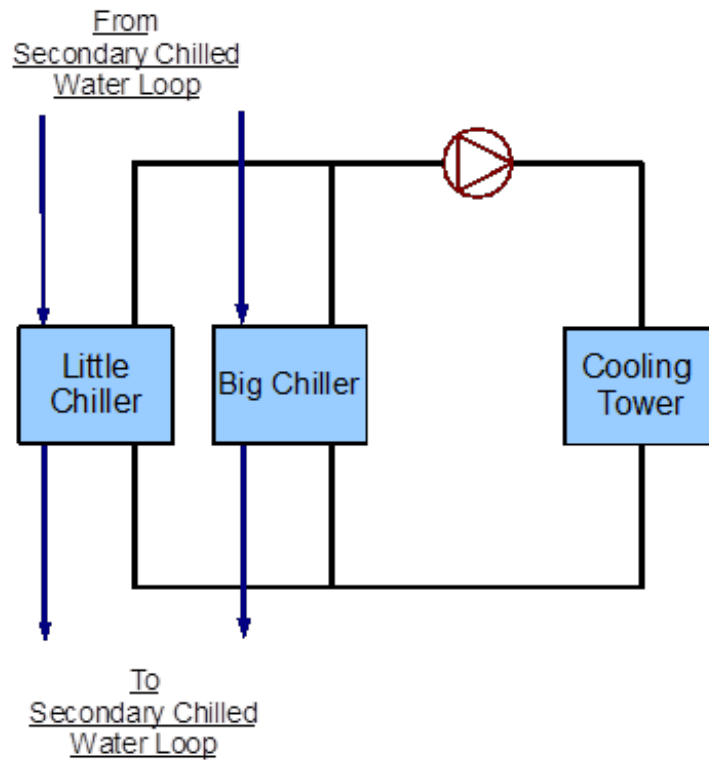 From
Secondary Chilled
Water Loop
Little
Chiller
Big Chiller
Cooling
Tower
To
Secondary Chilled
Water Loop